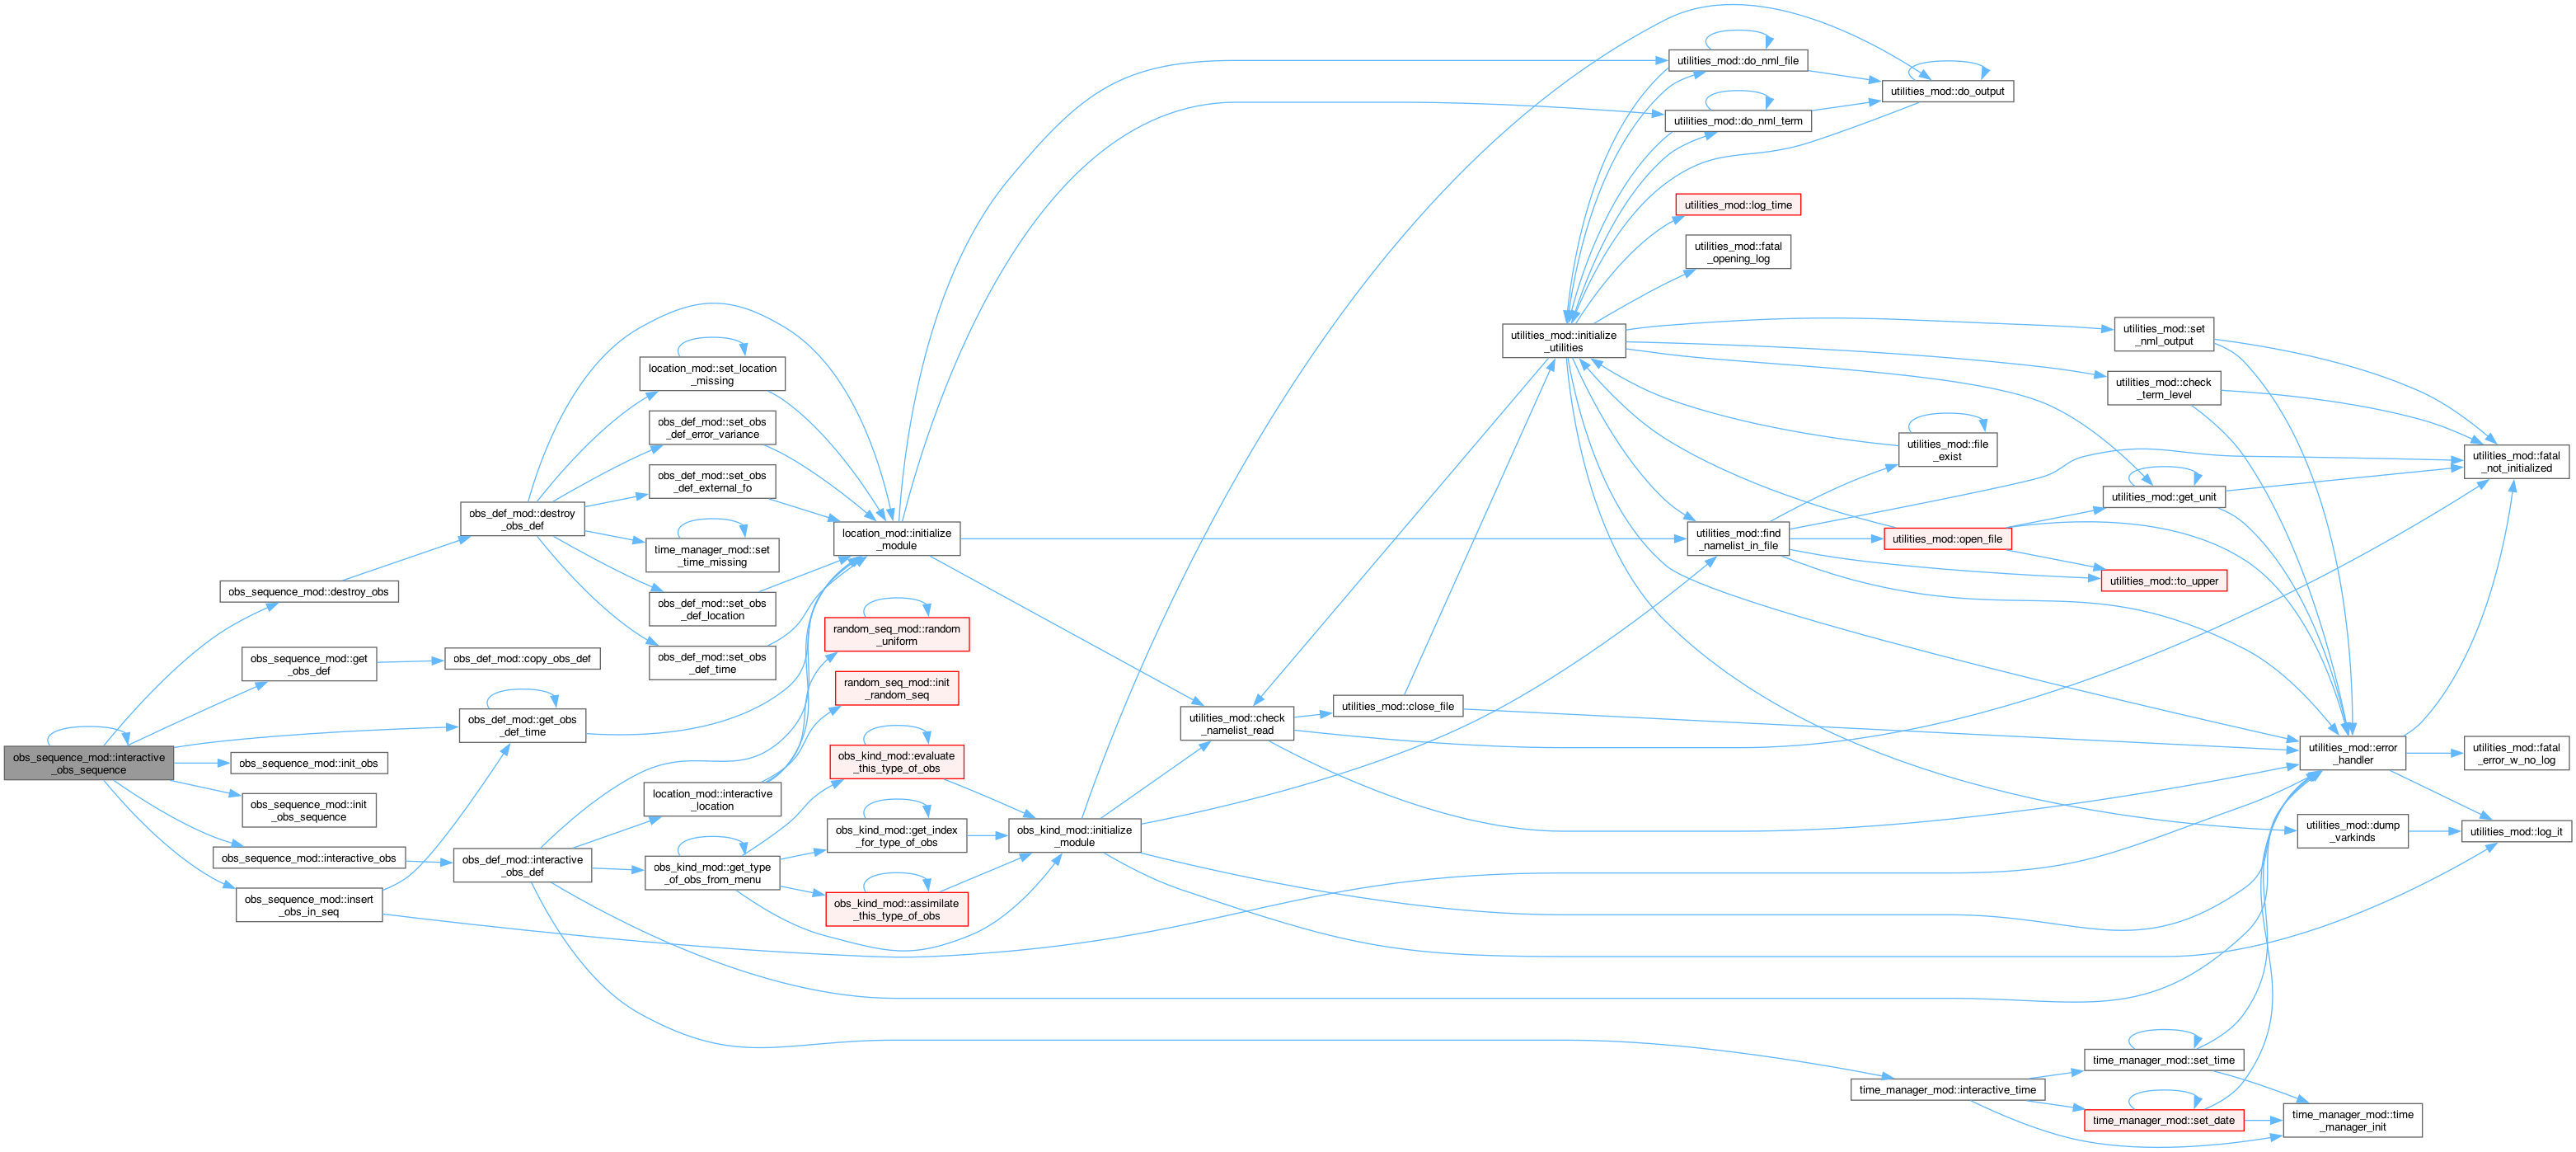 obs_sequence_mod::interactive
_obs_sequence
obs_sequence_mod::destroy_obs
obs_sequence_mod::get
_obs_def
obs_def_mod::get_obs
_def_time
obs_sequence_mod::init_obs
obs_sequence_mod::init
_obs_sequence
obs_sequence_mod::interactive_obs
obs_sequence_mod::insert
_obs_in_seq
obs_def_mod::destroy
_obs_def
obs_def_mod::copy_obs_def
obs_def_mod::interactive
_obs_def
location_mod::set_location
_missing
obs_def_mod::set_obs
_def_error_variance
obs_def_mod::set_obs
_def_external_fo
time_manager_mod::set
_time_missing
obs_def_mod::set_obs
_def_location
obs_def_mod::set_obs
_def_time
location_mod::interactive
_location
obs_kind_mod::get_type
_of_obs_from_menu
location_mod::initialize
_module
random_seq_mod::random
_uniform
random_seq_mod::init
_random_seq
obs_kind_mod::evaluate
_this_type_of_obs
obs_kind_mod::get_index
_for_type_of_obs
obs_kind_mod::assimilate
_this_type_of_obs
obs_kind_mod::initialize
_module
utilities_mod::check
_namelist_read
utilities_mod::close_file
utilities_mod::initialize
_utilities
utilities_mod::do_nml_file
utilities_mod::do_nml_term
utilities_mod::log_time
utilities_mod::fatal
_opening_log
utilities_mod::find
_namelist_in_file
utilities_mod::do_output
utilities_mod::file
_exist
utilities_mod::open_file
time_manager_mod::interactive_time
utilities_mod::set
_nml_output
utilities_mod::check
_term_level
utilities_mod::get_unit
utilities_mod::to_upper
time_manager_mod::set_time
time_manager_mod::set_date
utilities_mod::error
_handler
utilities_mod::dump
_varkinds
time_manager_mod::time
_manager_init
utilities_mod::fatal
_not_initialized
utilities_mod::fatal
_error_w_no_log
utilities_mod::log_it